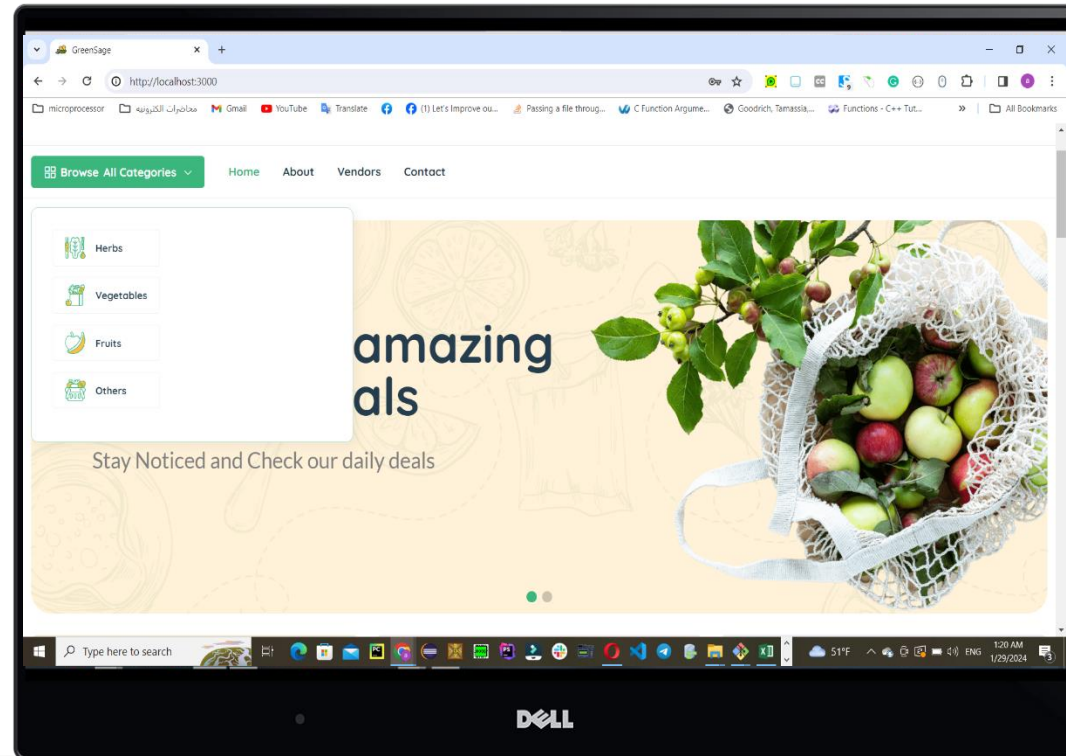 GreenSage
http://localhost:3000
microprocessor محاضرات الكترونيه Gmail YouTube Translate (1) Let's Improve ou... Passing a file throug... C Function Argume... Goodrich, Tamassia,... Functions - C++ Tut... » All Bookmarks
Browse All Categories Home About Vendors Contact
Herbs
Vegetables
Fruits
Others
amazing
als
Stay Noticed and Check our daily deals
Type here to search 51°F ENG 1:20 AM
1/29/2024
DELL